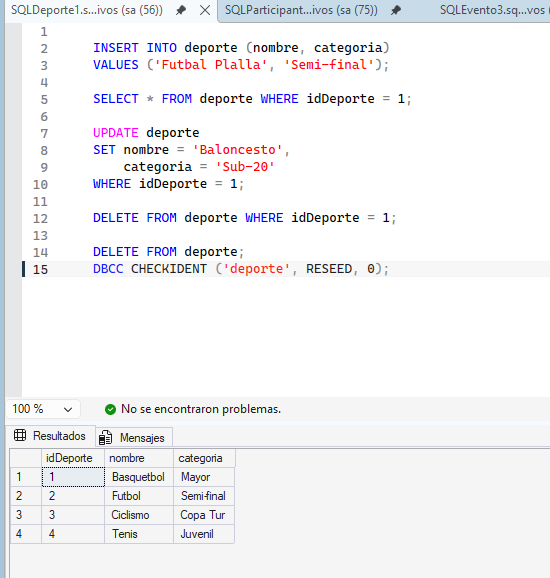 SQLDeporte1.s...ivos (sa (56)) SQLParticipant...ivos (sa (75)) SQLEvento3.sq...vos (
1
2 INSERT INTO deporte (nombre, categoria)
3 VALUES ('Futbal Plalla', 'Semi-final');
4
5 SELECT * FROM deporte WHERE idDeporte = 1;
6
7 UPDATE deporte
8 SET nombre = 'Baloncesto',
9 categoria = 'Sub-20'
10 WHERE idDeporte = 1;
11
12 DELETE FROM deporte WHERE idDeporte = 1;
13
14 DELETE FROM deporte;
15 DBCC CHECKIDENT ('deporte', RESEED, 0);
100 % No se encontraron problemas.
Resultados Mensajes
idDeporte nombre categoria
1 1 Basquetbol Mayor
2 2 Futbol Semi-final
3 3 Ciclismo Copa Tur
4 4 Tenis Juvenil